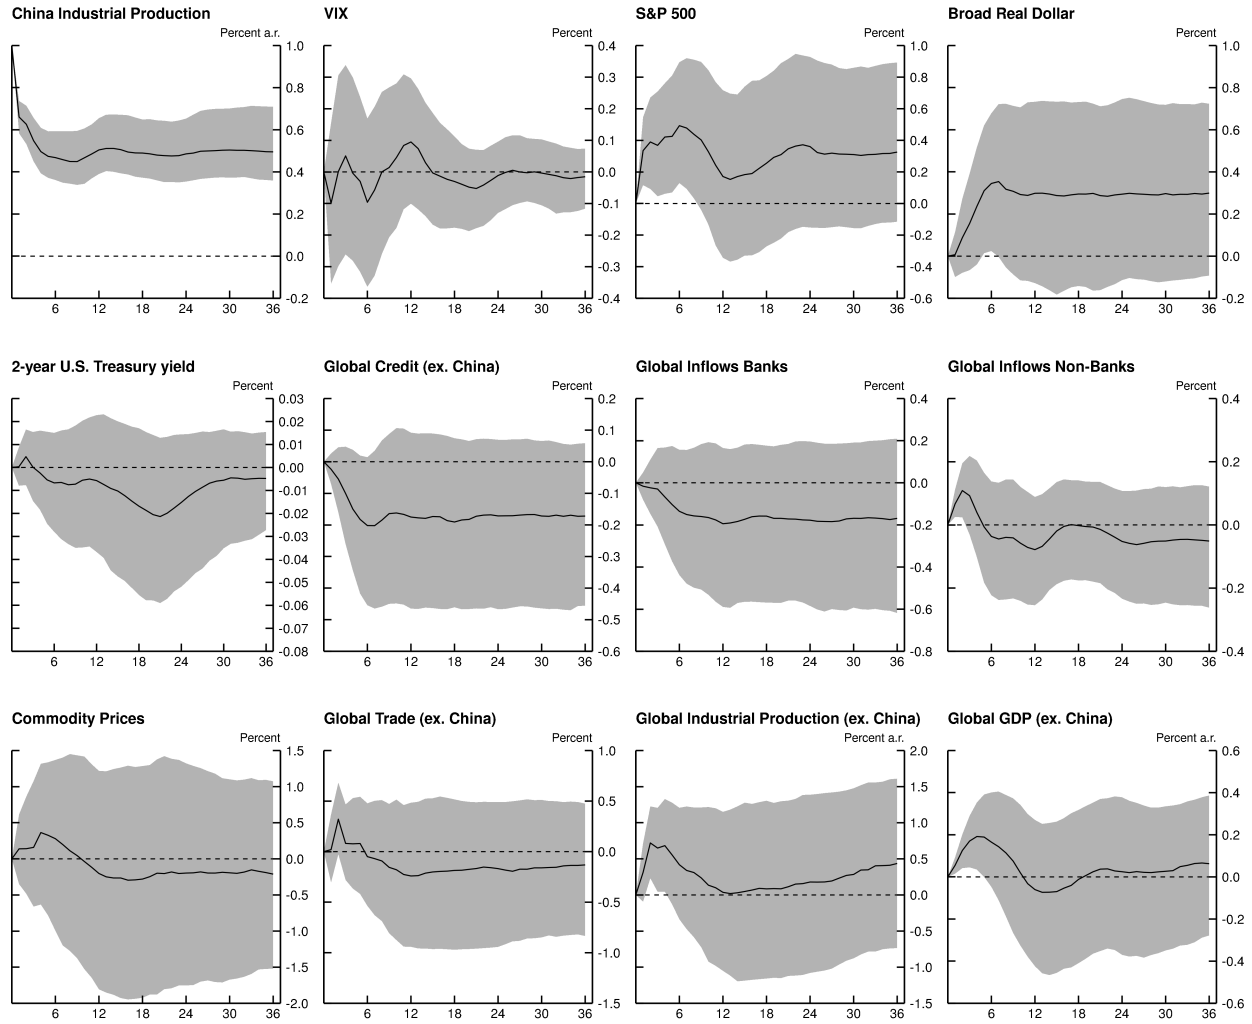 China Industrial Production VIX S&P 500 Broad Real Dollar
Percent a.r. Percent Percent Percent
1.0 0.4 1.0 1.0
0.8 0.3 0.8 0.8
0.6 0.2 0.6 0.6
0.4 0.1 0.4 0.4
0.2 0.0 0.2 0.2
0.0 -0.1 0.0 0.0
-0.2 -0.2 -0.2 -0.2
-0.3 -0.4
-0.4 -0.6
6 12 18 24 30 36 6 12 18 24 30 36 6 12 18 24 30 36 6 12 18 24 30 36
2-year U.S. Treasury yield Global Credit (ex. China) Global Inflows Banks Global Inflows Non-Banks
Percent Percent Percent Percent
0.03 0.2 0.4 0.4
0.02 0.1 0.2 0.2
0.01 0.0 0.0 0.0
0.00 -0.1 -0.2 -0.2
-0.01 -0.2 -0.4 -0.4
-0.02 -0.3 -0.6
-0.03 -0.4 -0.8
-0.04 -0.5
-0.05 -0.6
-0.06
-0.07
-0.08
6 12 18 24 30 36 6 12 18 24 30 36 6 12 18 24 30 36 6 12 18 24 30 36
Commodity Prices Global Trade (ex. China) Global Industrial Production (ex. China) Global GDP (ex. China)
Percent Percent Percent a.r. Percent a.r.
1.5 1.0 2.0 0.6
1.0 0.5 1.5 0.4
0.5 0.0 1.0 0.2
0.0 -0.5 0.5 0.0
-0.5 -1.0 0.0 -0.2
-1.0 -1.5 -0.5 -0.4
-1.5 -1.0 -0.6
-2.0 -1.5
6 12 18 24 30 36 6 12 18 24 30 36 6 12 18 24 30 36 6 12 18 24 30 36